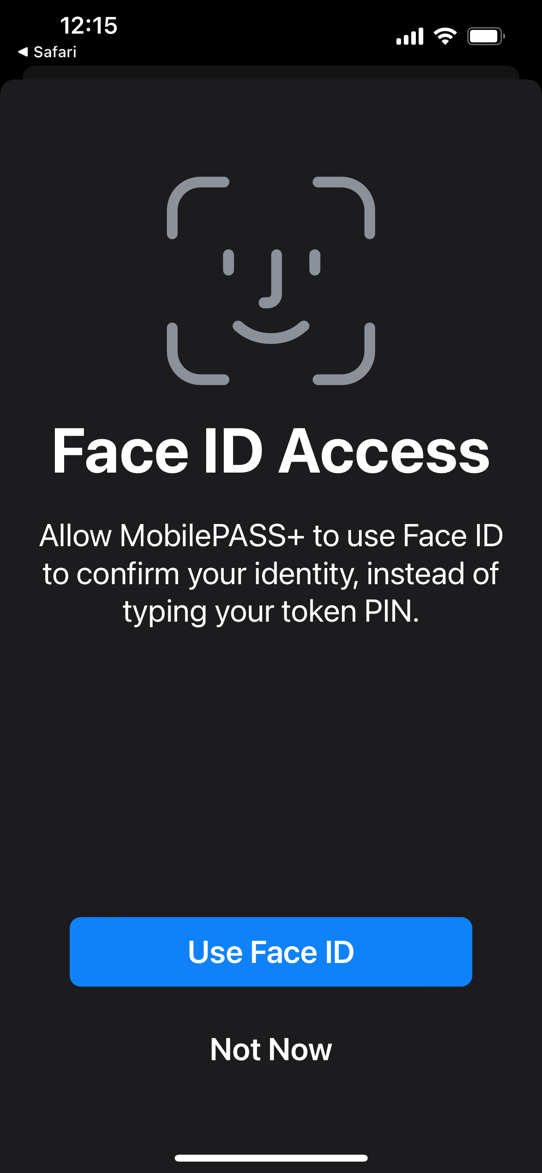 12:15
◀ Safari
Face ID Access
Allow MobilePASS+ to use Face ID
to confirm your identity, instead of
typing your token PIN.
Use Face ID
Not Now